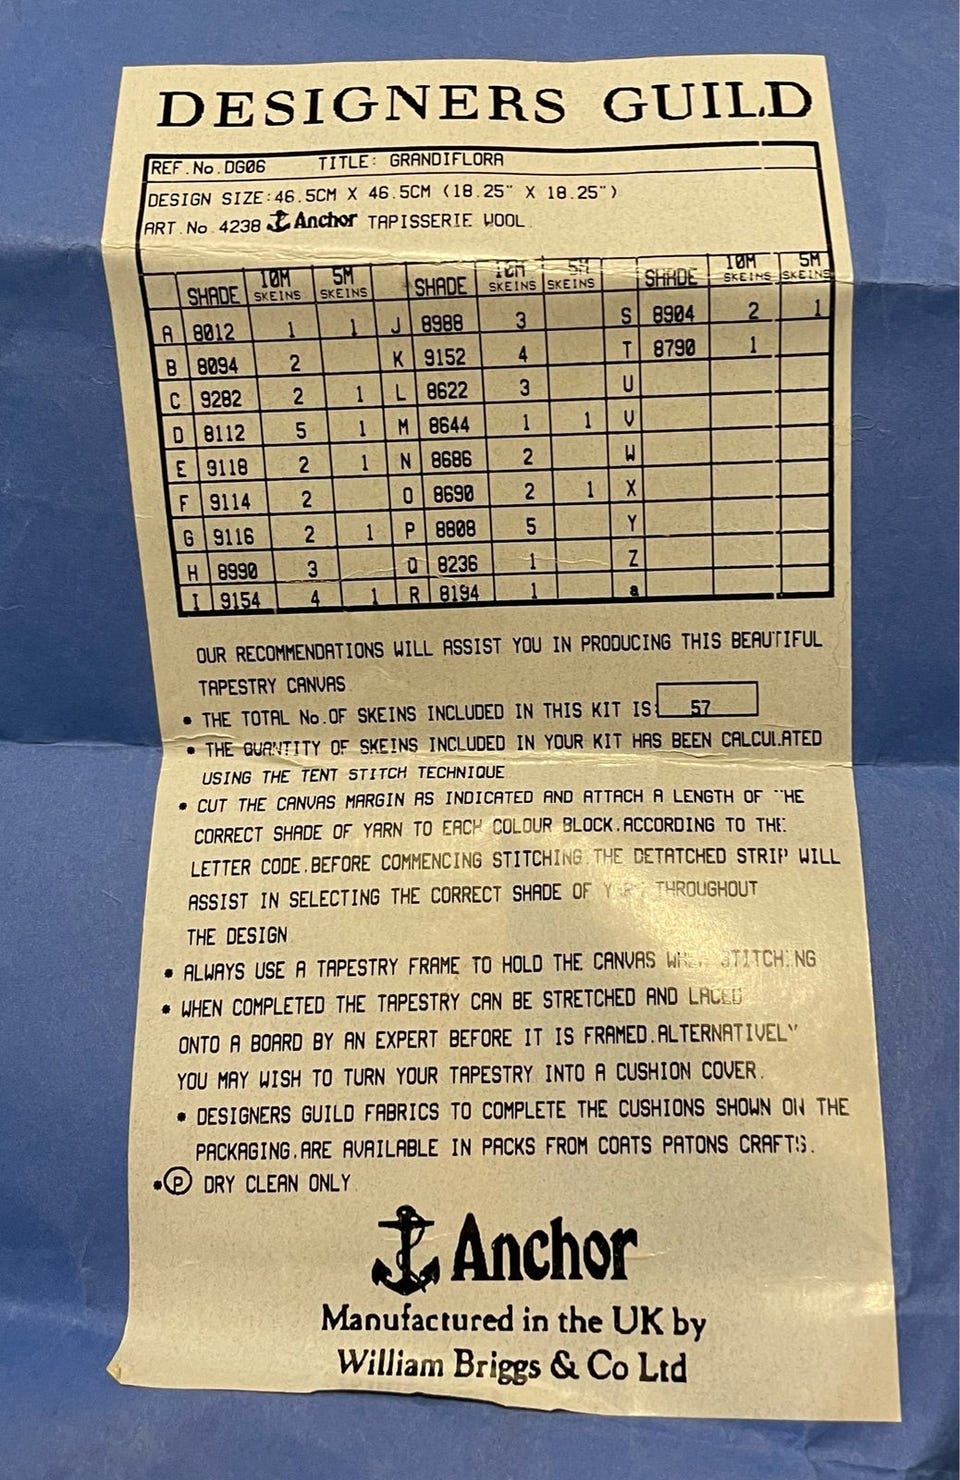 DESIGNERS GUILD
REF.No.DG06 TITLE: GRANDIFLORA
DESIGN SIZE:46.5CM X 46.5CM (18.25" X 18.25")
ART.No 4238 Anchor TAPISSERIE WOOL
SHADE 10M SKEINS 5M SKEINS SHADE 10M SKEINS 5M SKEINS SHADE 10M SKEINS 5M SKEINS
A 8012 1 1 J 8988 3 S 8904 2 1
B 8094 2 K 9152 4 T 8790 1
C 9282 2 1 L 8622 3 U
D 8112 5 1 M 8644 1 1 V
E 9118 2 1 N 8686 2 W
F 9114 2 O 8690 2 1 X
G 9116 2 1 P 8808 5 Y
H 8990 3 Q 8236 1 Z
I 9154 4 1 R 8194 1 a
OUR RECOMMENDATIONS WILL ASSIST YOU IN PRODUCING THIS BEAUTIFUL
TAPESTRY CANVAS
• THE TOTAL No.OF SKEINS INCLUDED IN THIS KIT IS: 57
• THE QUANTITY OF SKEINS INCLUDED IN YOUR KIT HAS BEEN CALCULATED
USING THE TENT STITCH TECHNIQUE
• CUT THE CANVAS MARGIN AS INDICATED AND ATTACH A LENGTH OF THE
CORRECT SHADE OF YARN TO EACH COLOUR BLOCK.ACCORDING TO THE
LETTER CODE.BEFORE COMMENCING STITCHING.THE DETATCHED STRIP WILL
ASSIST IN SELECTING THE CORRECT SHADE OF YARN THROUGHOUT
THE DESIGN
• ALWAYS USE A TAPESTRY FRAME TO HOLD THE CANVAS WHEN STITCHING
• WHEN COMPLETED THE TAPESTRY CAN BE STRETCHED AND LACED
ONTO A BOARD BY AN EXPERT BEFORE IT IS FRAMED.ALTERNATIVELY
YOU MAY WISH TO TURN YOUR TAPESTRY INTO A CUSHION COVER.
• DESIGNERS GUILD FABRICS TO COMPLETE THE CUSHIONS SHOWN ON THE
PACKAGING.ARE AVAILABLE IN PACKS FROM COATS PATONS CRAFTS.
• P DRY CLEAN ONLY
Anchor
Manufactured in the UK by
William Briggs & Co Ltd